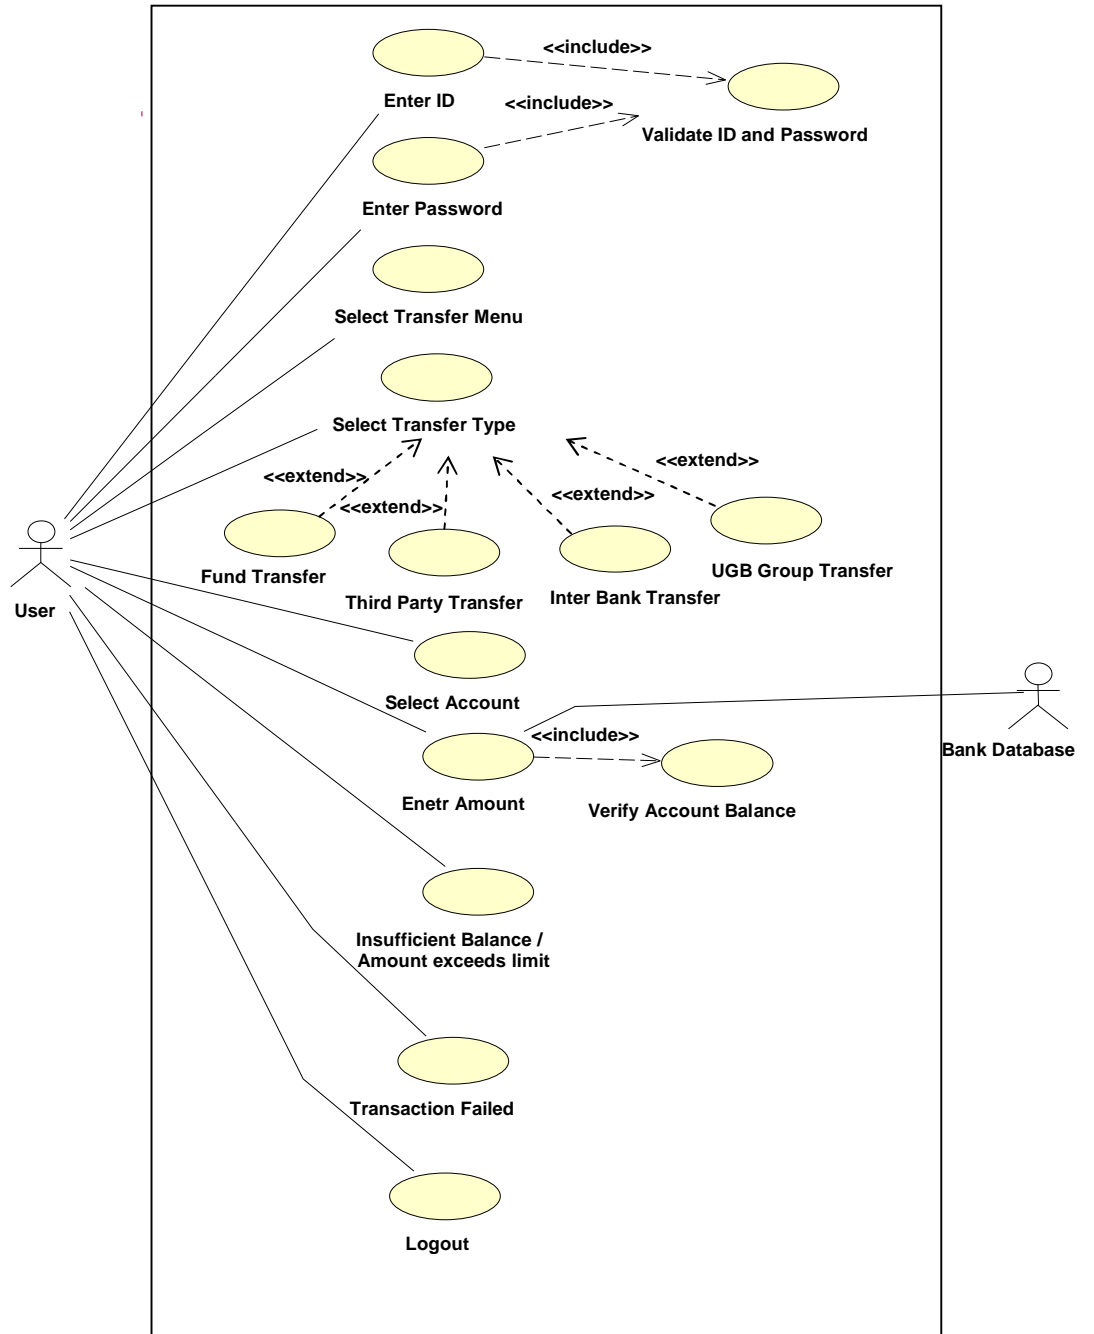 <<include>>
Enter ID
<<include>>
Validate ID and Password
Enter Password
Select Transfer Menu
Select Transfer Type
<<extend>>
<<extend>>
<<extend>>
<<extend>>
Fund Transfer
Third Party Transfer
Inter Bank Transfer
UGB Group Transfer
User
Select Account
<<include>>
Bank Database
Enetr Amount
Verify Account Balance
Insufficient Balance /
Amount exceeds limit
Transaction Failed
Logout